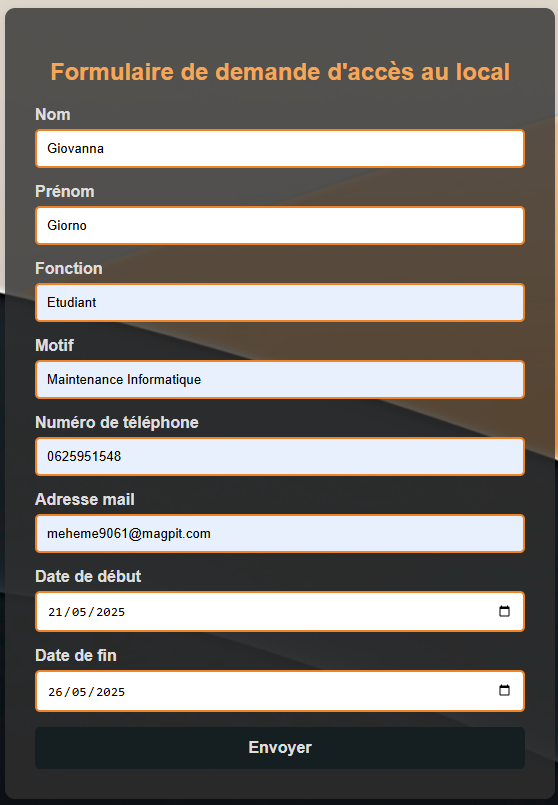 Formulaire de demande d'accès au local
Nom
Giovanna
Prénom
Giorno
Fonction
Etudiant
Motif
Maintenance Informatique
Numéro de téléphone
0625951548
Adresse mail
meheme9061@magpit.com
Date de début
21/05/2025
Date de fin
26/05/2025
Envoyer